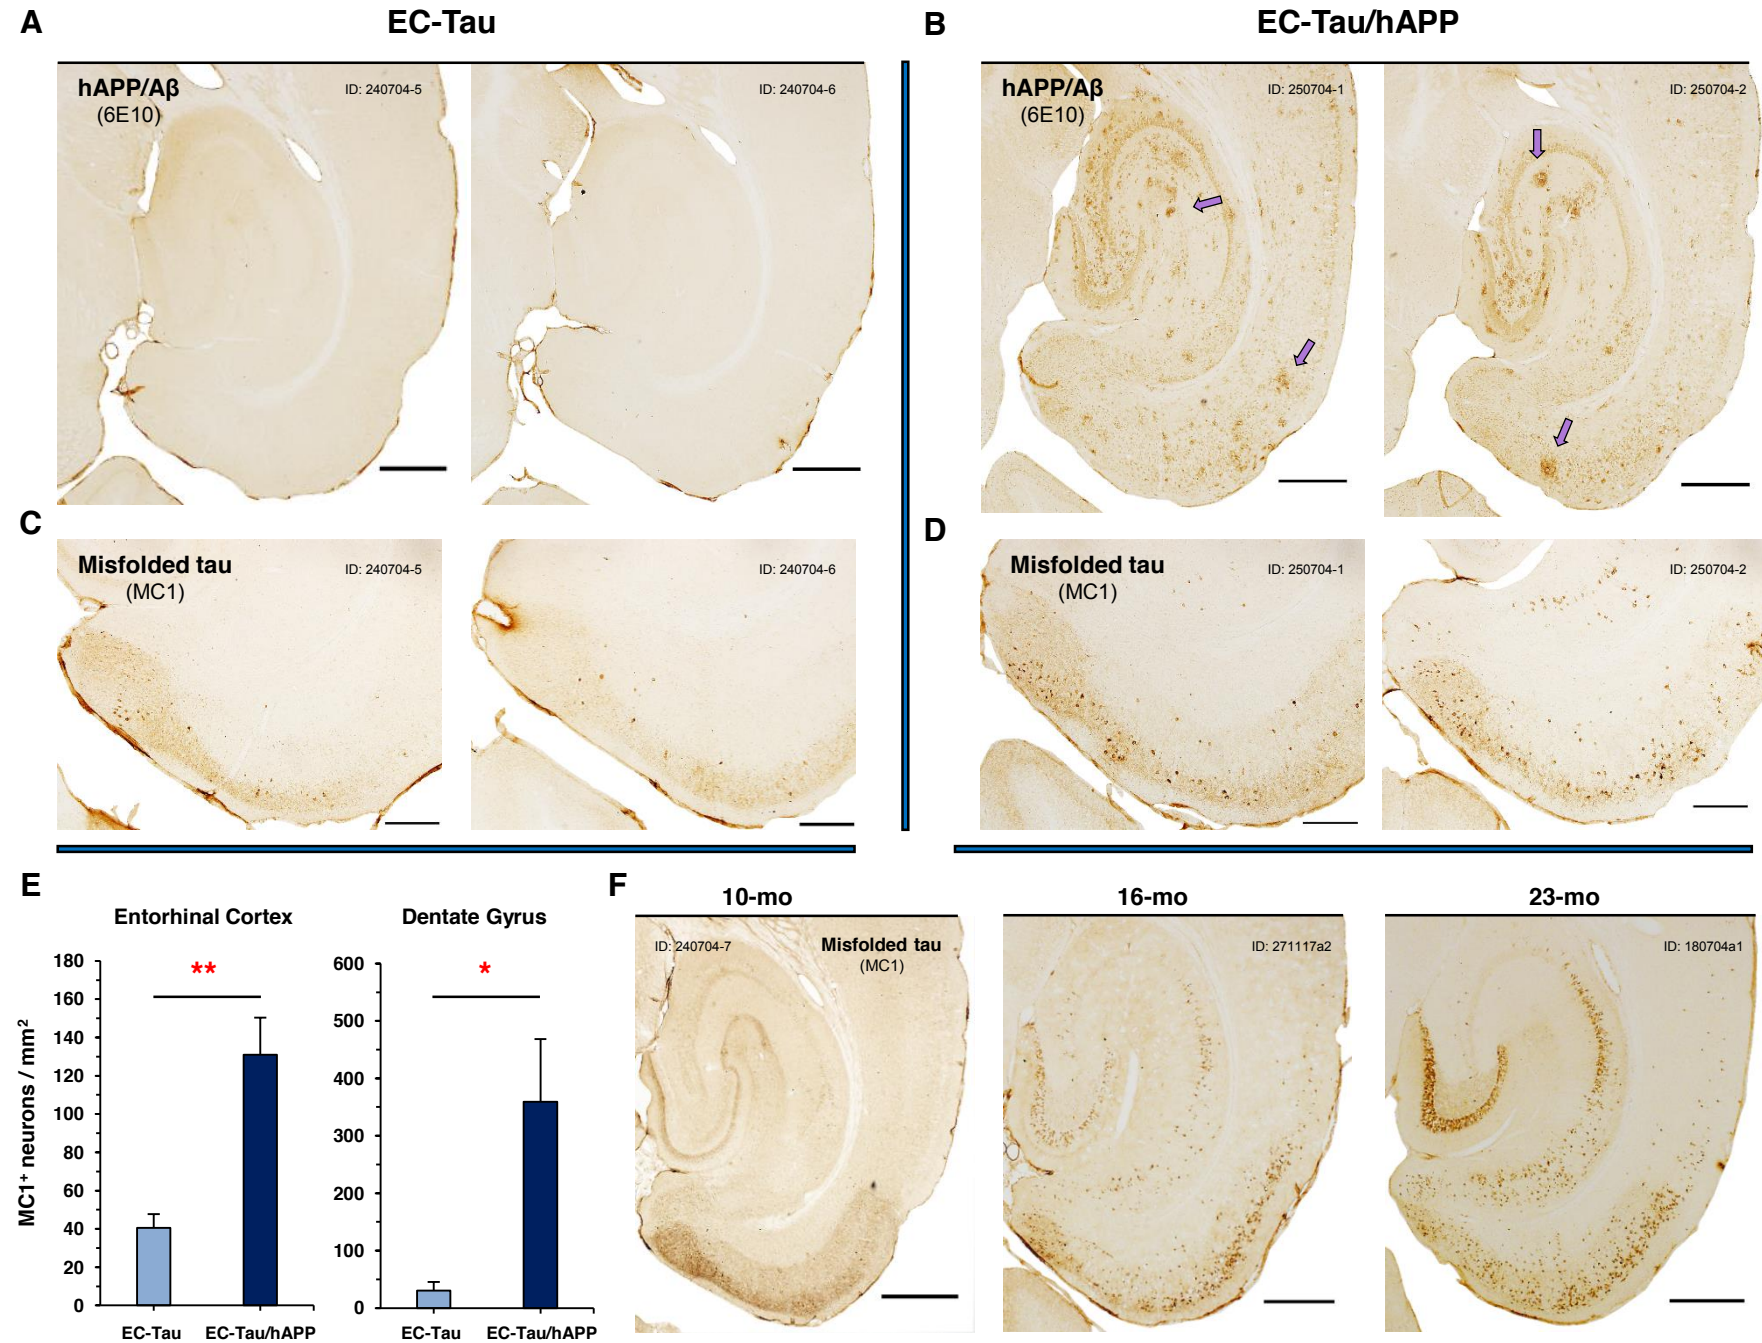 A
EC-Tau
B
EC-Tau/hAPP
hAPP/Aβ
(6E10)
ID: 240704-5
ID: 240704-6
hAPP/Aβ
(6E10)
ID: 250704-1
ID: 250704-2
C
Misfolded tau
(MC1)
ID: 240704-5
ID: 240704-6
D
Misfolded tau
(MC1)
ID: 250704-1
ID: 250704-2
E
Entorhinal Cortex
Dentate Gyrus
MC1⁺ neurons / mm²
180
160
140
120
100
80
60
40
20
0
**
EC-Tau
EC-Tau/hAPP
600
500
400
300
200
100
0
*
EC-Tau
EC-Tau/hAPP
F
10-mo
16-mo
23-mo
ID: 240704-7
Misfolded tau
(MC1)
ID: 271117a2
ID: 180704a1